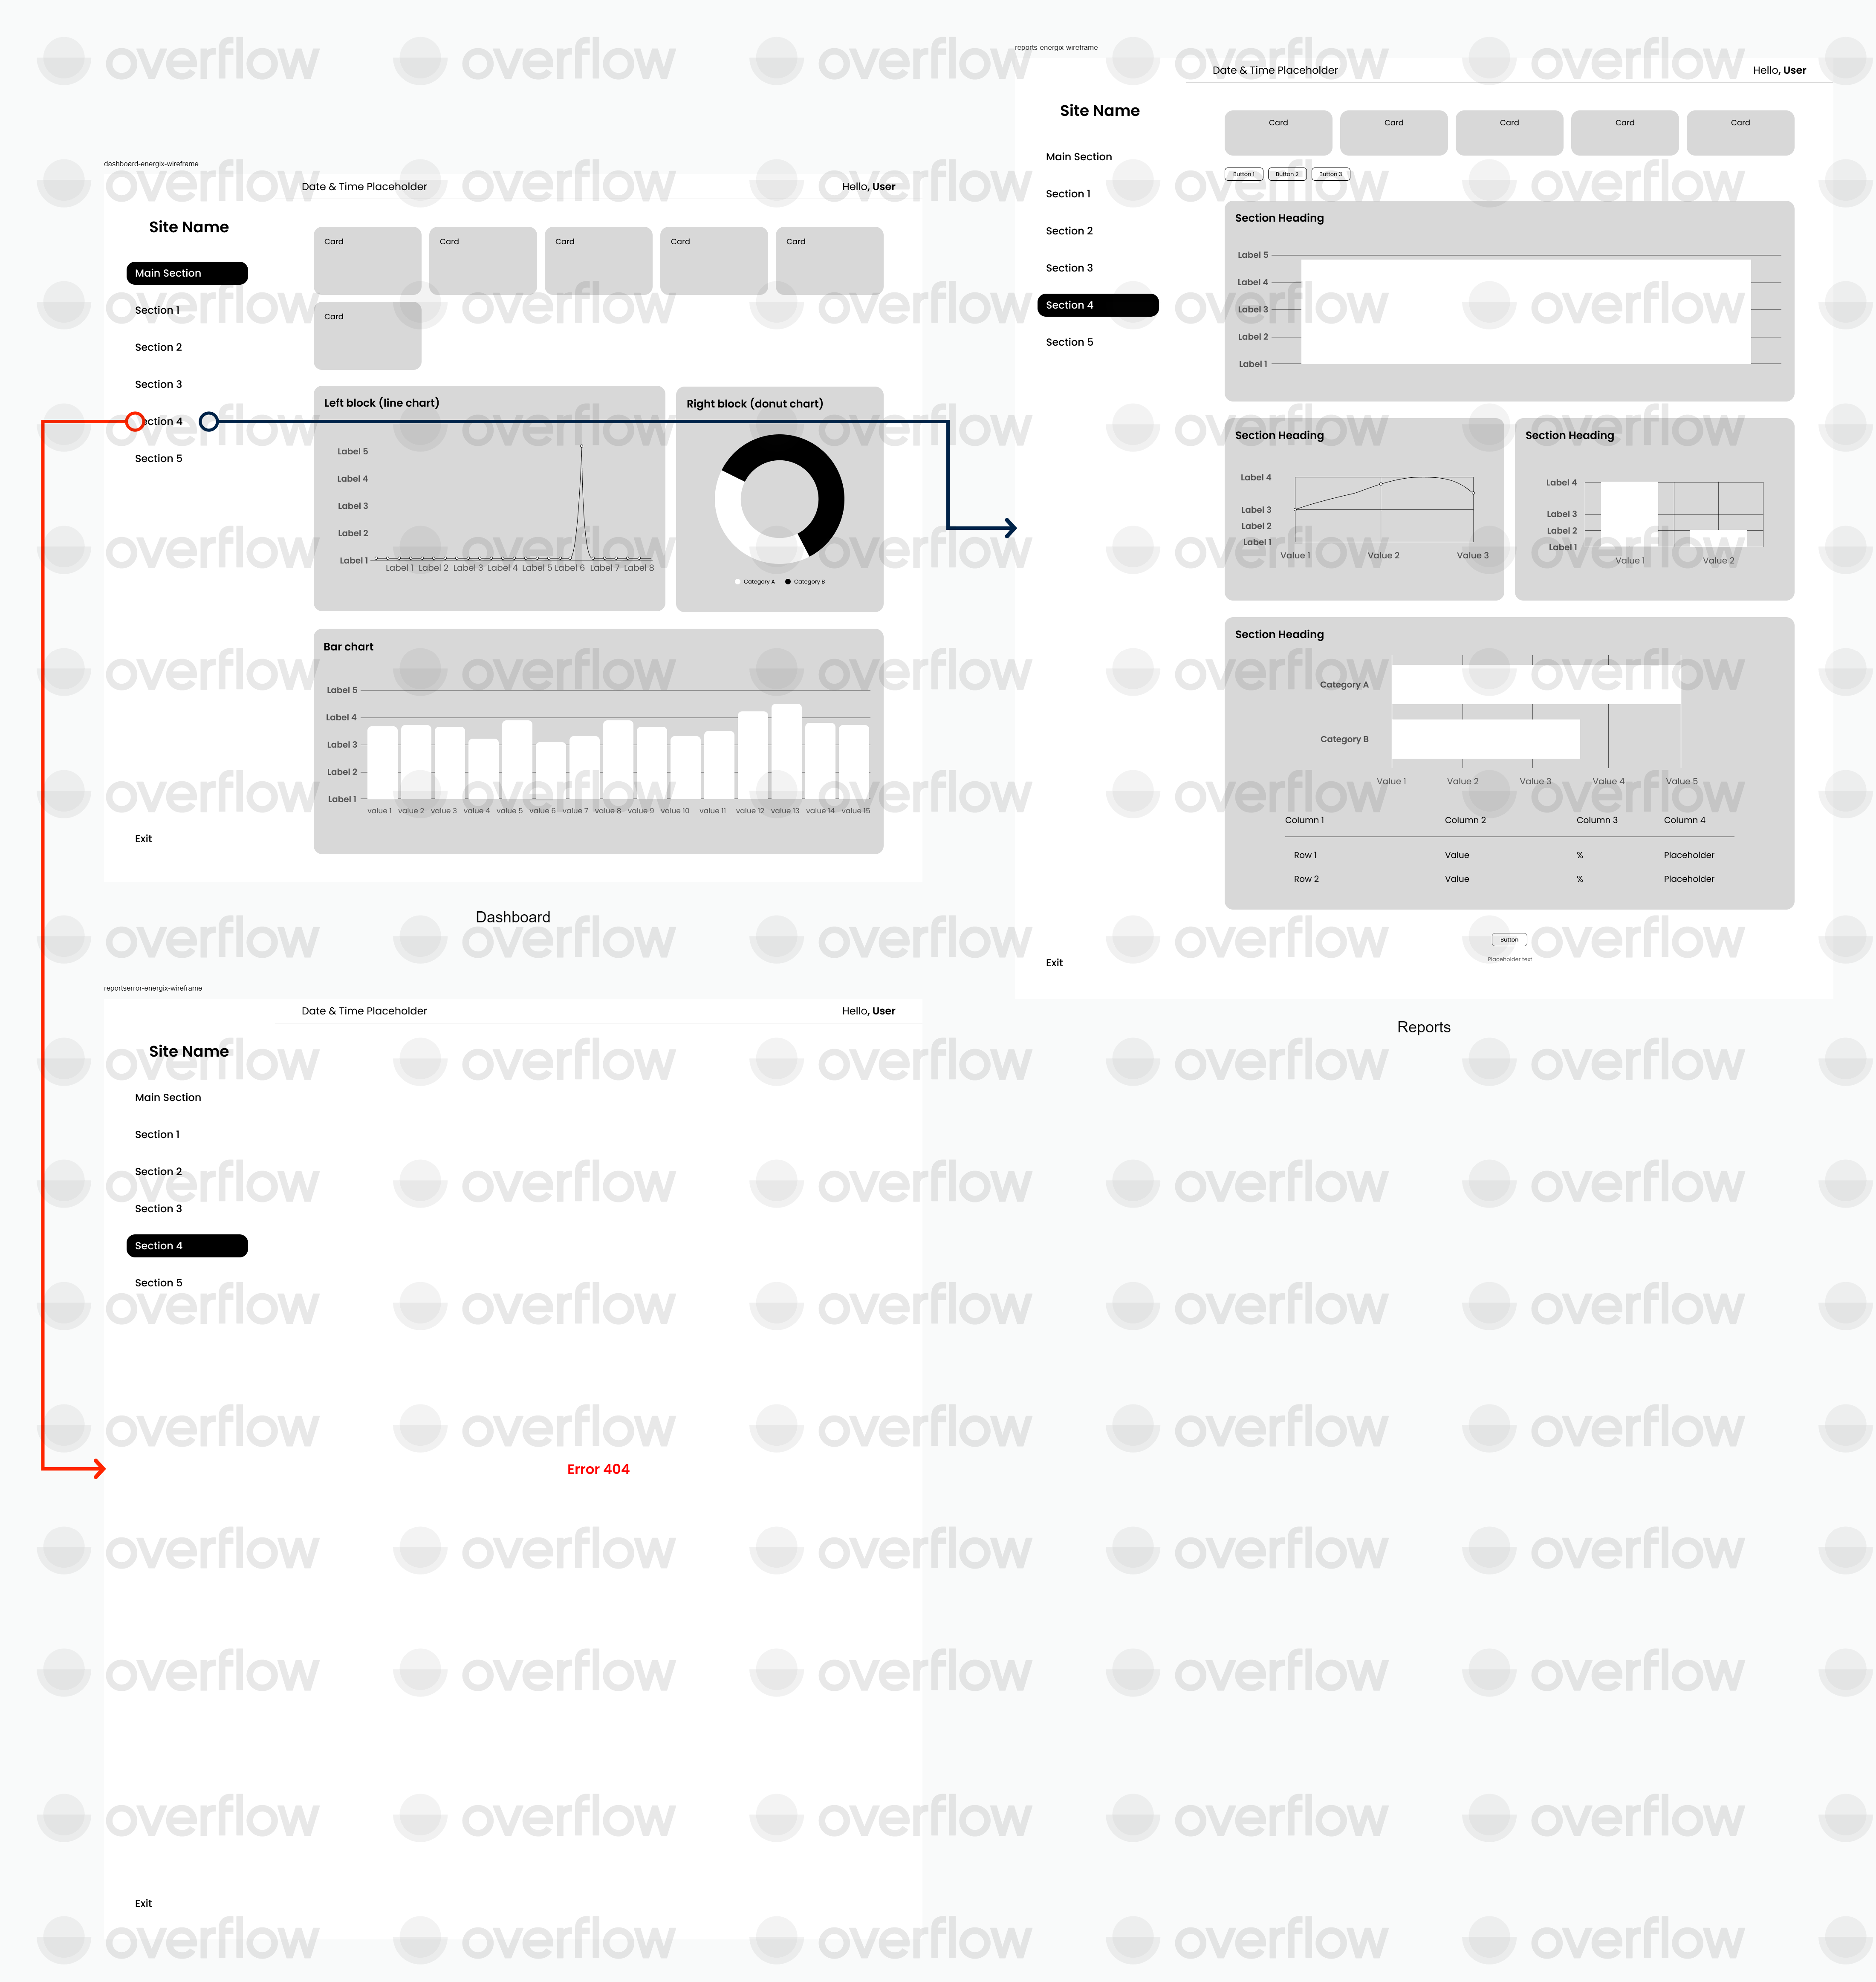 overflow
reports-energix-wireframe
Date & Time Placeholder
Hello, User
Site Name
Main Section
Section 1
Section 2
Section 3
Section 4
Section 5
Exit
Card Card Card Card Card
Button 1 Button 2 Button 3
Section Heading
Label 5
Label 4
Label 3
Label 2
Label 1
Section Heading
Label 4
Label 3
Label 2
Label 1
Value 1 Value 2 Value 3
Section Heading
Label 4
Label 3
Label 2
Label 1
Value 1 Value 2
Section Heading
Category A
Category B
Value 1 Value 2 Value 3 Value 4 Value 5
Column 1 Column 2 Column 3 Column 4
Row 1 Value % Placeholder
Row 2 Value % Placeholder
Button
Placeholder text
Reports
dashboard-energix-wireframe
Date & Time Placeholder
Hello, User
Site Name
Main Section
Section 1
Section 2
Section 3
ection 4
Section 5
Exit
Card Card Card Card Card
Card
Left block (line chart)
Label 5
Label 4
Label 3
Label 2
Label 1
Label 1 Label 2 Label 3 Label 4 Label 5 Label 6 Label 7 Label 8
Right block (donut chart)
Category A Category B
Bar chart
Label 5
Label 4
Label 3
Label 2
Label 1
value 1 value 2 value 3 value 4 value 5 value 6 value 7 value 8 value 9 value 10 value 11 value 12 value 13 value 14 value 15
Dashboard
reportserror-energix-wireframe
Date & Time Placeholder
Hello, User
Site Name
Main Section
Section 1
Section 2
Section 3
Section 4
Section 5
Error 404
Exit